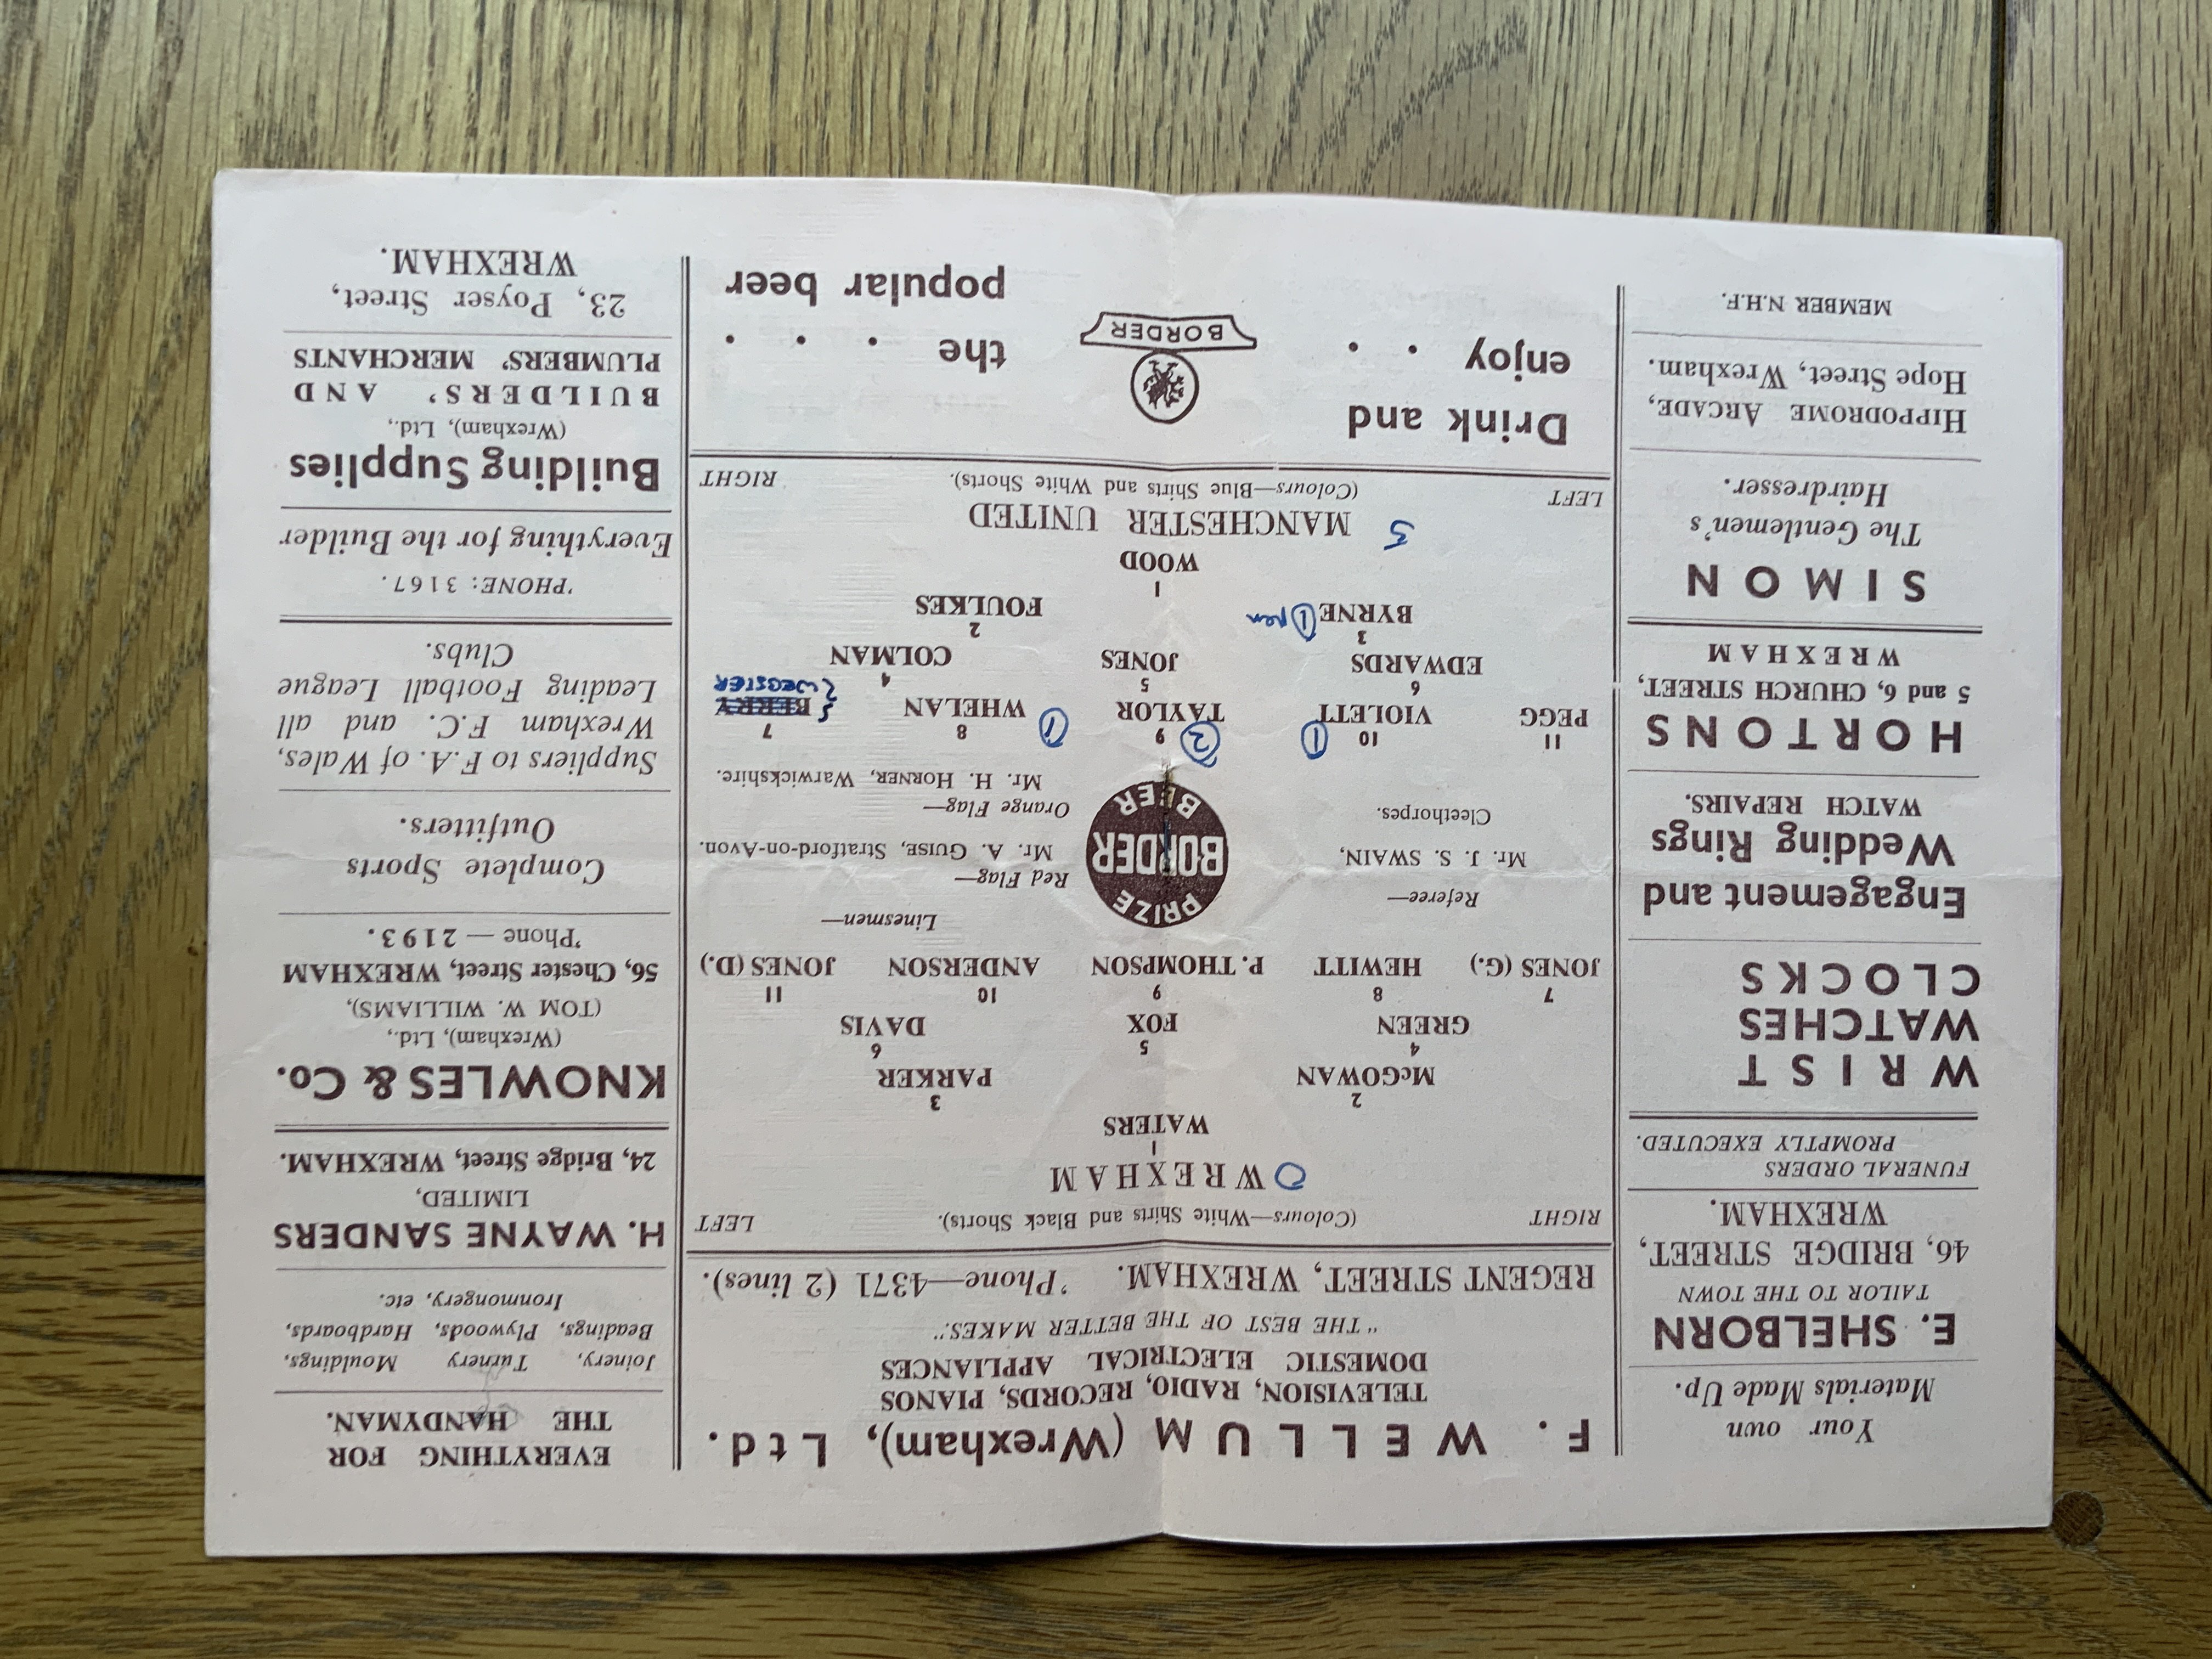 Your own
Materials Made Up.
E. SHELBORN
TAILOR TO THE TOWN
46, BRIDGE STREET,
WREXHAM.
FUNERAL ORDERS
PROMPTLY EXECUTED.
WRIST
WATCHES
CLOCKS
Engagement and
Wedding Rings
WATCH REPAIRS.
HORTONS
5 and 6, CHURCH STREET,
WREXHAM
SIMON
The Gentlemen's
Hairdresser.
HIPPODROME ARCADE,
Hope Street, Wrexham.
MEMBER N.H.F.
F. WELLUM (Wrexham), Ltd.
TELEVISION, RADIO, RECORDS, PIANOS
DOMESTIC ELECTRICAL APPLIANCES
"THE BEST OF THE BETTER MAKES."
REGENT STREET, WREXHAM. 'Phone—4371 (2 lines).
RIGHT (Colours—White Shirts and Black Shorts). LEFT
O WREXHAM
1
WATERS
2 3
McGOWAN PARKER
4 5 6
GREEN FOX DAVIS
7 8 9 10 11
JONES (G.) HEWITT P. THOMPSON ANDERSON JONES (D.)
Referee—
Mr. J. S. SWAIN,
Cleethorpes.
PRIZE
BORDER
BEER
Linesmen—
Red Flag—
Mr. A. GUISE, Stratford-on-Avon.
Orange Flag—
Mr. H. HORNER, Warwickshire.
11 10 1 9 2 8 1 7
PEGG VIOLETT TAYLOR WHELAN BERRY
WEBSTER
6 5 4
EDWARDS JONES COLMAN
3 2
BYRNE 1 pen FOULKES
1
WOOD
5 MANCHESTER UNITED
LEFT (Colours—Blue Shirts and White Shorts). RIGHT
Drink and
enjoy . .
BORDER
the . . .
popular beer
EVERYTHING FOR
THE HANDYMAN.
Joinery, Turnery Mouldings,
Beadings, Plywoods, Hardboards,
Ironmongery, etc.
H. WAYNE SANDERS
LIMITED,
24, Bridge Street, WREXHAM.
KNOWLES & Co.
(Wrexham), Ltd.,
(TOM W. WILLIAMS),
56, Chester Street, WREXHAM
'Phone — 2193.
Complete Sports
Outfitters.
Suppliers to F.A. of Wales,
Wrexham F.C. and all
Leading Football League
Clubs.
'PHONE: 3167.
Everything for the Builder
Building Supplies
(Wrexham), Ltd.,
BUILDERS' AND
PLUMBERS' MERCHANTS
23, Poyser Street,
WREXHAM.